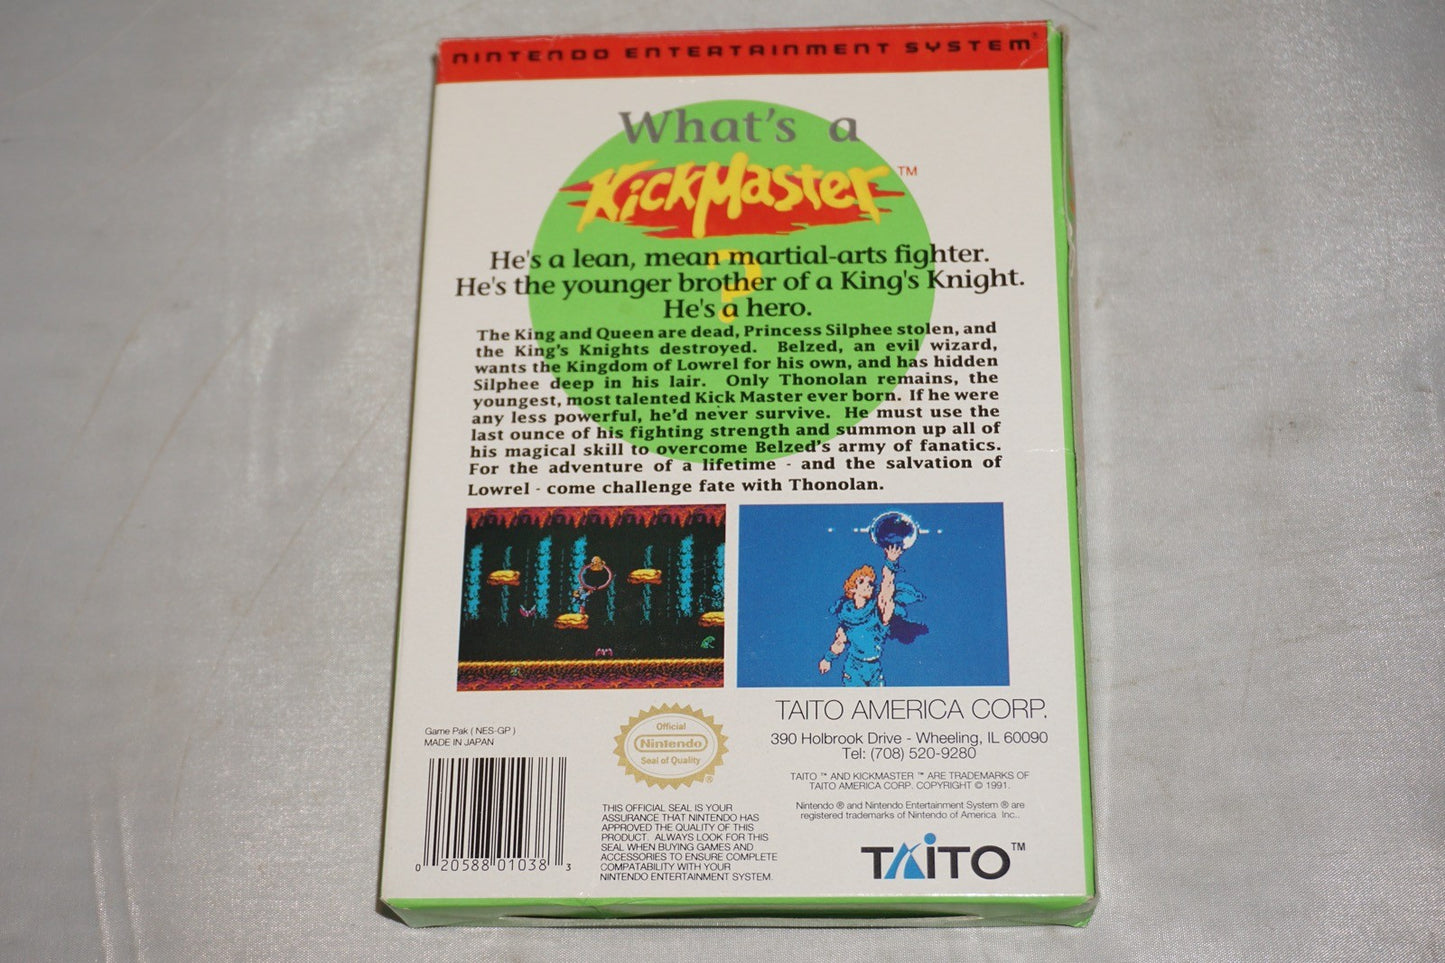 NINTENDO ENTERTAINMENT SYSTEM®
What's a
KickMaster™
?
He's a lean, mean martial-arts fighter.
He's the younger brother of a King's Knight.
He's a hero.
The King and Queen are dead, Princess Silphee stolen, and
the King's Knights destroyed. Belzed, an evil wizard,
wants the Kingdom of Lowrel for his own, and has hidden
Silphee deep in his lair. Only Thonolan remains, the
youngest, most talented Kick Master ever born. If he were
any less powerful, he'd never survive. He must use the
last ounce of his fighting strength and summon up all of
his magical skill to overcome Belzed's army of fanatics.
For the adventure of a lifetime - and the salvation of
Lowrel - come challenge fate with Thonolan.
Game Pak ( NES-GP )
MADE IN JAPAN
0 20588 01038 3
Official
Nintendo
Seal of Quality
THIS OFFICIAL SEAL IS YOUR
ASSURANCE THAT NINTENDO HAS
APPROVED THE QUALITY OF THIS
PRODUCT. ALWAYS LOOK FOR THIS
SEAL WHEN BUYING GAMES AND
ACCESSORIES TO ENSURE COMPLETE
COMPATABILITY WITH YOUR
NINTENDO ENTERTAINMENT SYSTEM.
TAITO AMERICA CORP.
390 Holbrook Drive - Wheeling, IL 60090
Tel: (708) 520-9280
TAITO ™ AND KICKMASTER ™ ARE TRADEMARKS OF
TAITO AMERICA CORP. COPYRIGHT © 1991.
Nintendo ® and Nintendo Entertainment System ® are
registered trademarks of Nintendo of America Inc..
TAITO™